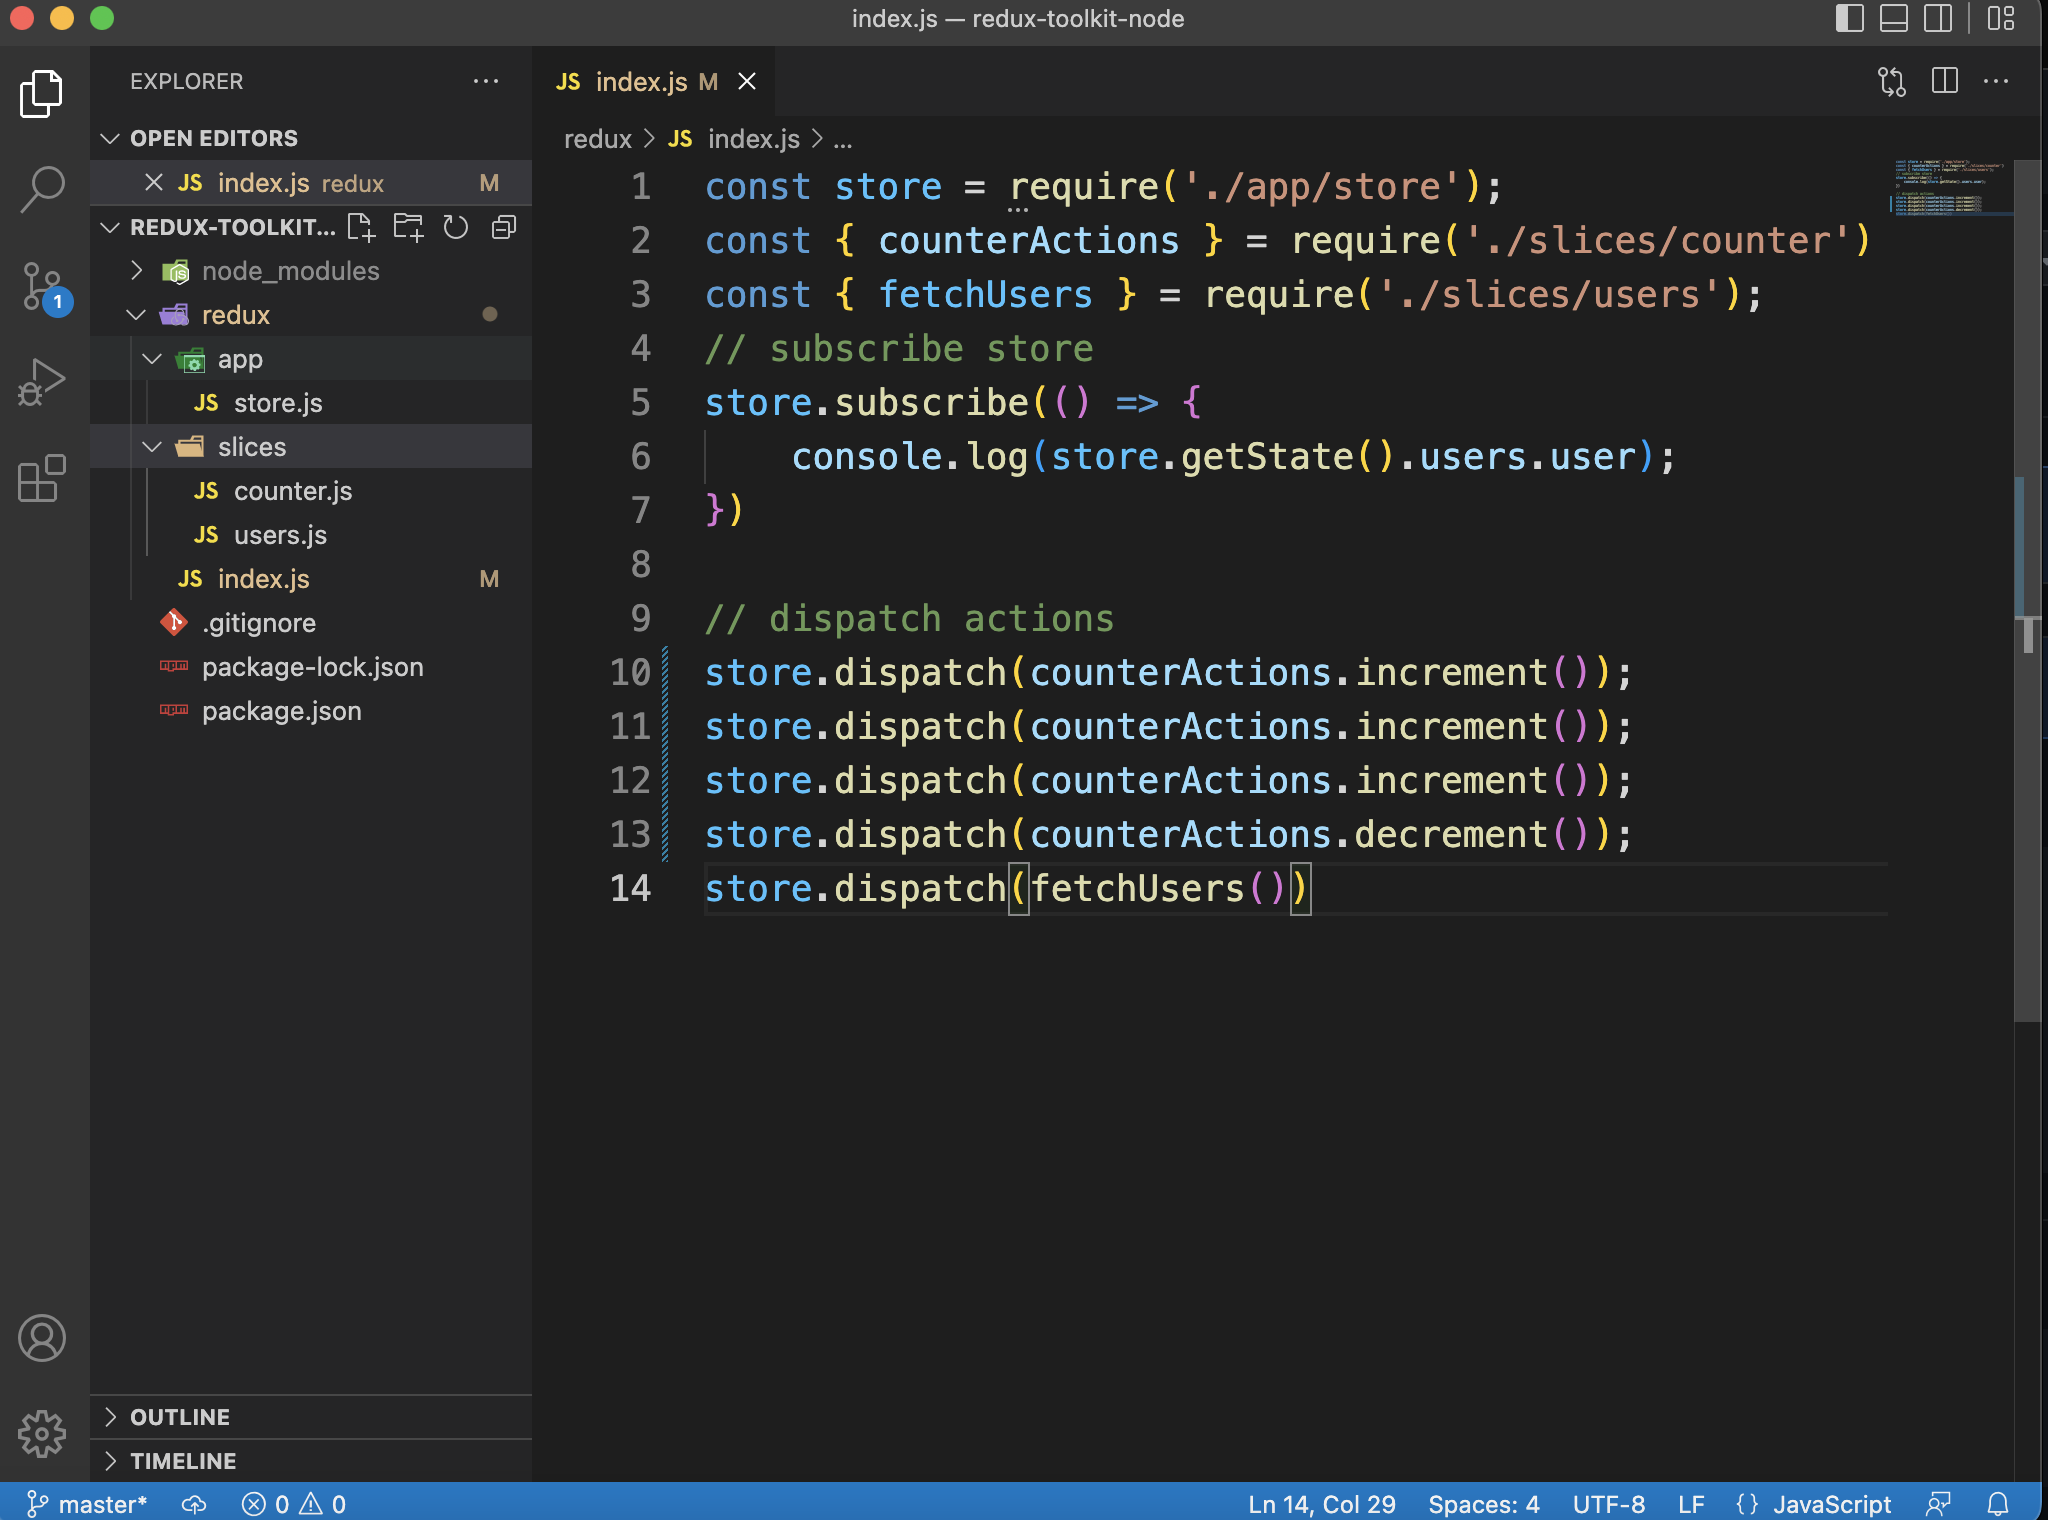 index.js — redux-toolkit-node
EXPLORER
OPEN EDITORS
JS index.js redux M
REDUX-TOOLKIT...
node_modules
redux
app
JS store.js
slices
JS counter.js
JS users.js
JS index.js M
.gitignore
package-lock.json
package.json
OUTLINE
TIMELINE
1
JS index.js M
redux > JS index.js > ...
1 const store = require('./app/store');
2 const { counterActions } = require('./slices/counter')
3 const { fetchUsers } = require('./slices/users');
4 // subscribe store
5 store.subscribe(() => {
6     console.log(store.getState().users.user);
7 })
8
9 // dispatch actions
10 store.dispatch(counterActions.increment());
11 store.dispatch(counterActions.increment());
12 store.dispatch(counterActions.increment());
13 store.dispatch(counterActions.decrement());
14 store.dispatch(fetchUsers())
master* 0 0 Ln 14, Col 29 Spaces: 4 UTF-8 LF {} JavaScript